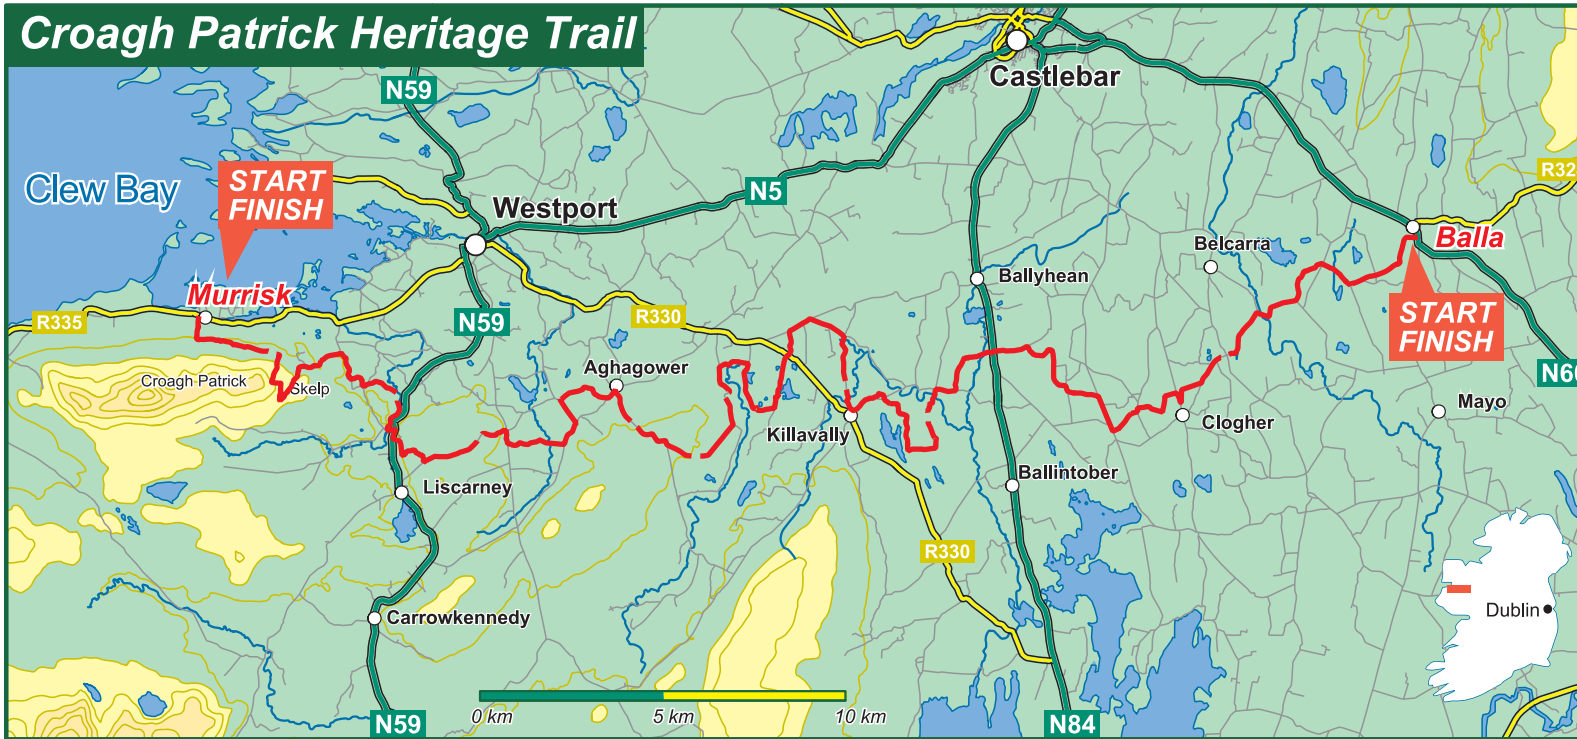 Croagh Patrick Heritage Trail
Castlebar
N59
Clew Bay
START
FINISH
N5
R32
Westport
Murrisk
Belcarra
Balla
Ballyhean
R335
N59
R330
START
FINISH
Croagh Patrick
Skelp
Aghagower
N60
Mayo
Killavally
Clogher
Liscarney
Ballintober
R330
Carrowkennedy
Dublin
0 km
5 km
10 km
N59
N84